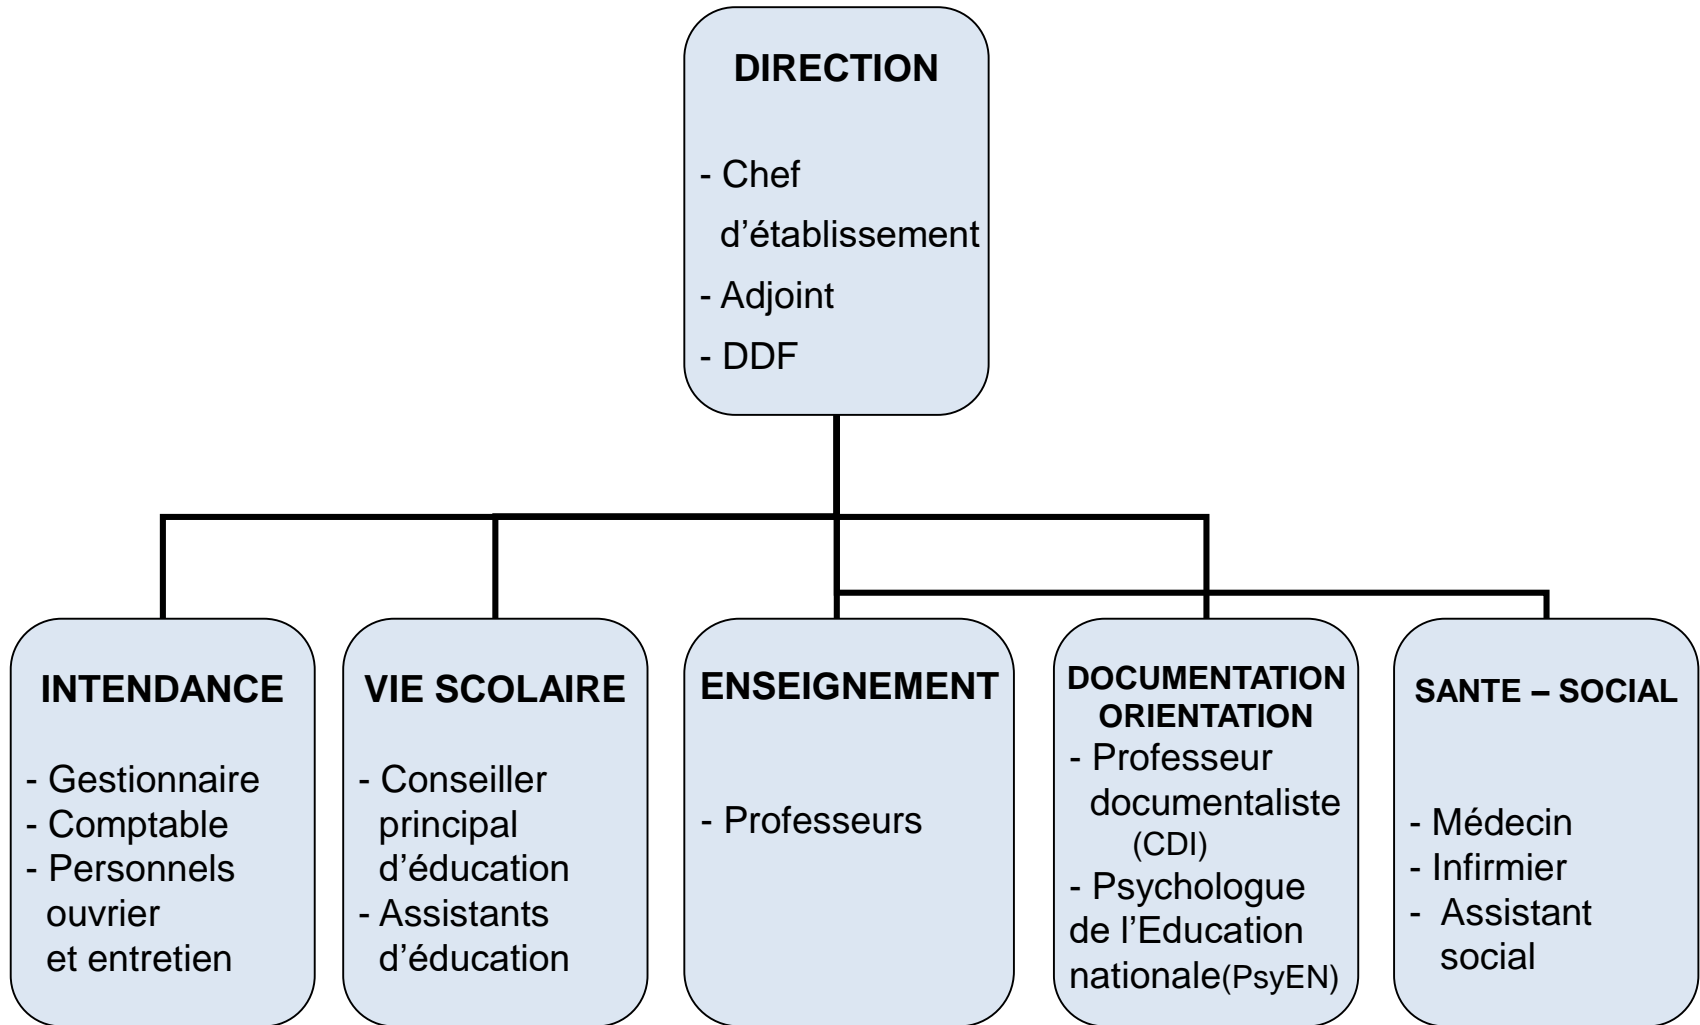 DIRECTION
- Chef
d’établissement
- Adjoint
- DDF
INTENDANCE
- Gestionnaire
- Comptable
- Personnels
ouvrier
et entretien
VIE SCOLAIRE
- Conseiller
principal
d’éducation
- Assistants
d’éducation
ENSEIGNEMENT
- Professeurs
DOCUMENTATION
ORIENTATION
- Professeur
documentaliste
(CDI)
- Psychologue
de l’Education
nationale(PsyEN)
SANTE – SOCIAL
- Médecin
- Infirmier
- Assistant
social